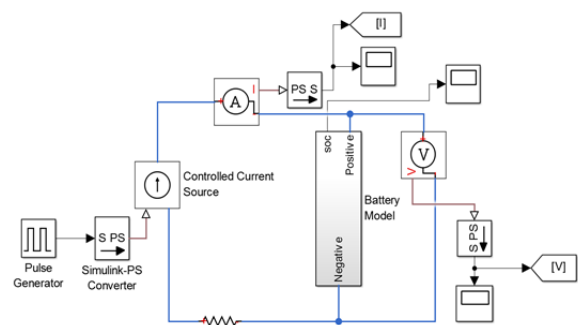 [I]
I
PS S
A
soc
Positive
V
V
Controlled Current
Source
Battery
Model
S PS
S PS
[V]
Pulse
Generator
Simulink-PS
Converter
Negative